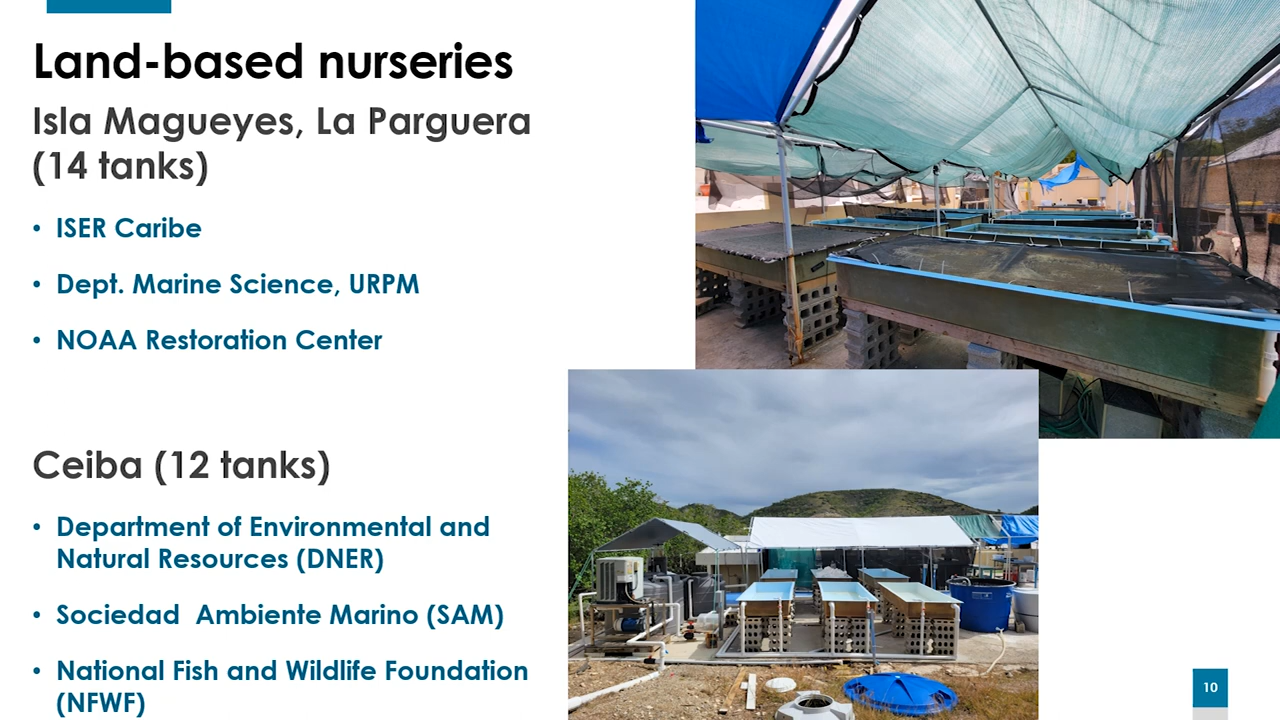 Land-based nurseries
Isla Magueyes, La Parguera
(14 tanks)
• ISER Caribe
• Dept. Marine Science, URPM
• NOAA Restoration Center
Ceiba (12 tanks)
• Department of Environmental and
Natural Resources (DNER)
• Sociedad  Ambiente Marino (SAM)
• National Fish and Wildlife Foundation
(NFWF)
10